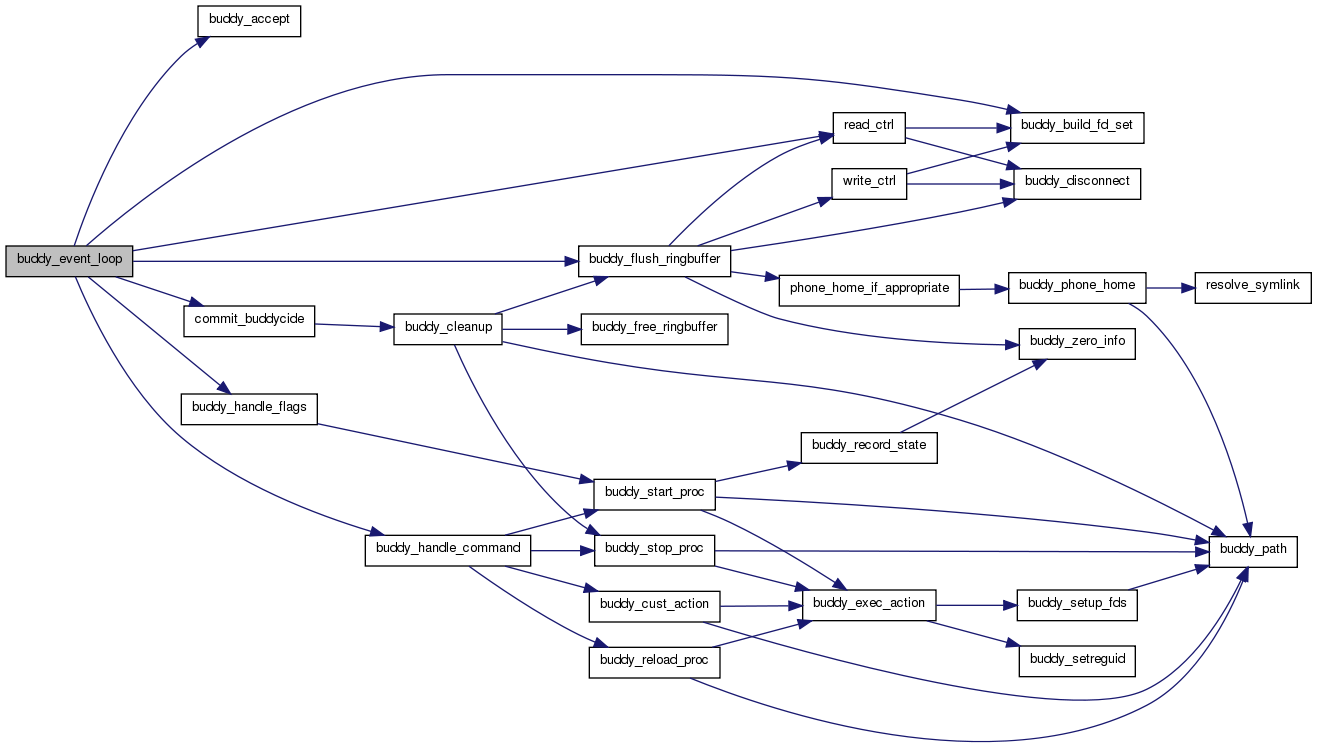 buddy_accept
buddy_build_fd_set
read_ctrl
write_ctrl
buddy_disconnect
buddy_event_loop
buddy_flush_ringbuffer
phone_home_if_appropriate
buddy_phone_home
resolve_symlink
commit_buddycide
buddy_cleanup
buddy_free_ringbuffer
buddy_zero_info
buddy_handle_flags
buddy_record_state
buddy_start_proc
buddy_handle_command
buddy_stop_proc
buddy_path
buddy_cust_action
buddy_exec_action
buddy_setup_fds
buddy_reload_proc
buddy_setreguid